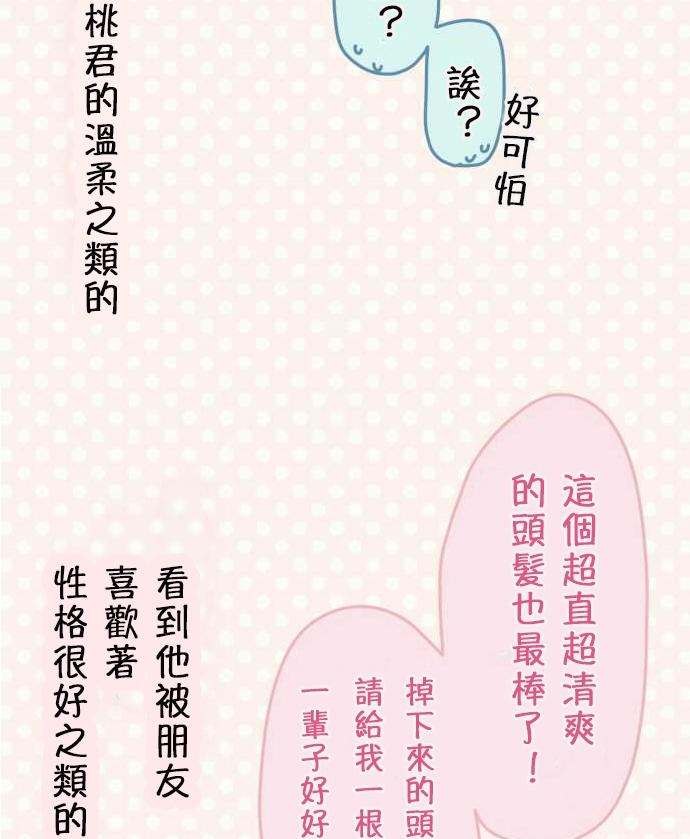 ？
誒？
好可怕
桃君的溫柔之類的
這個超直超清爽
的頭髮也最棒了！
掉下來的頭
請給我一根
一輩子好好
看到他被朋友
喜歡著
性格很好之類的